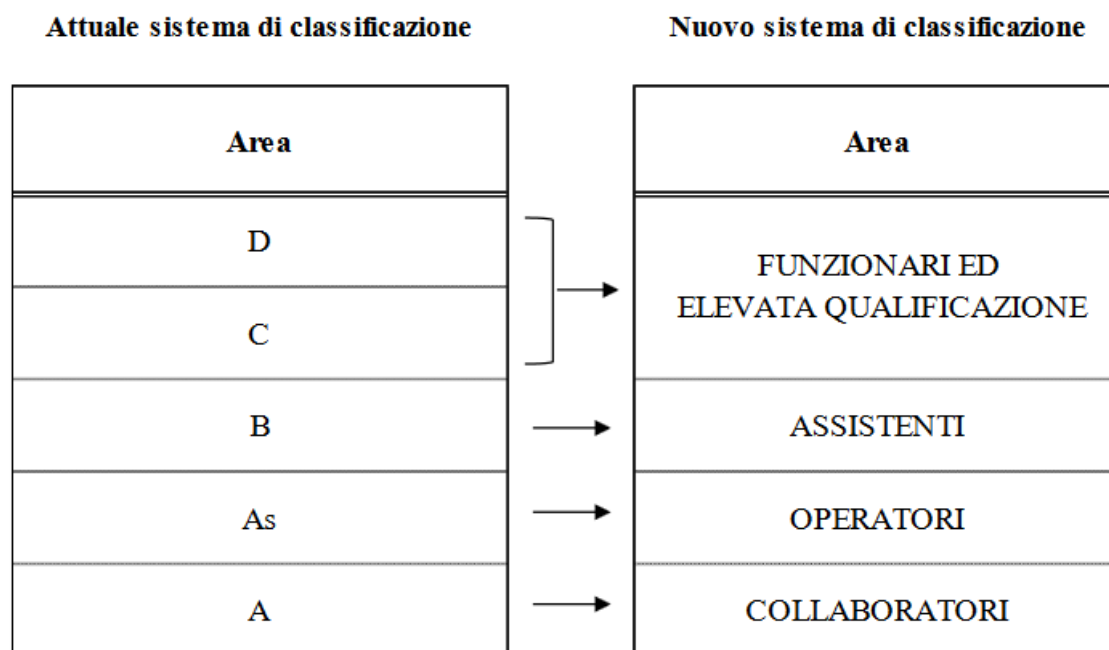 Attuale sistema di classificazione
Nuovo sistema di classificazione
Area
Area
D
C
B
As
A
FUNZIONARI ED
ELEVATA QUALIFICAZIONE
ASSISTENTI
OPERATORI
COLLABORATORI